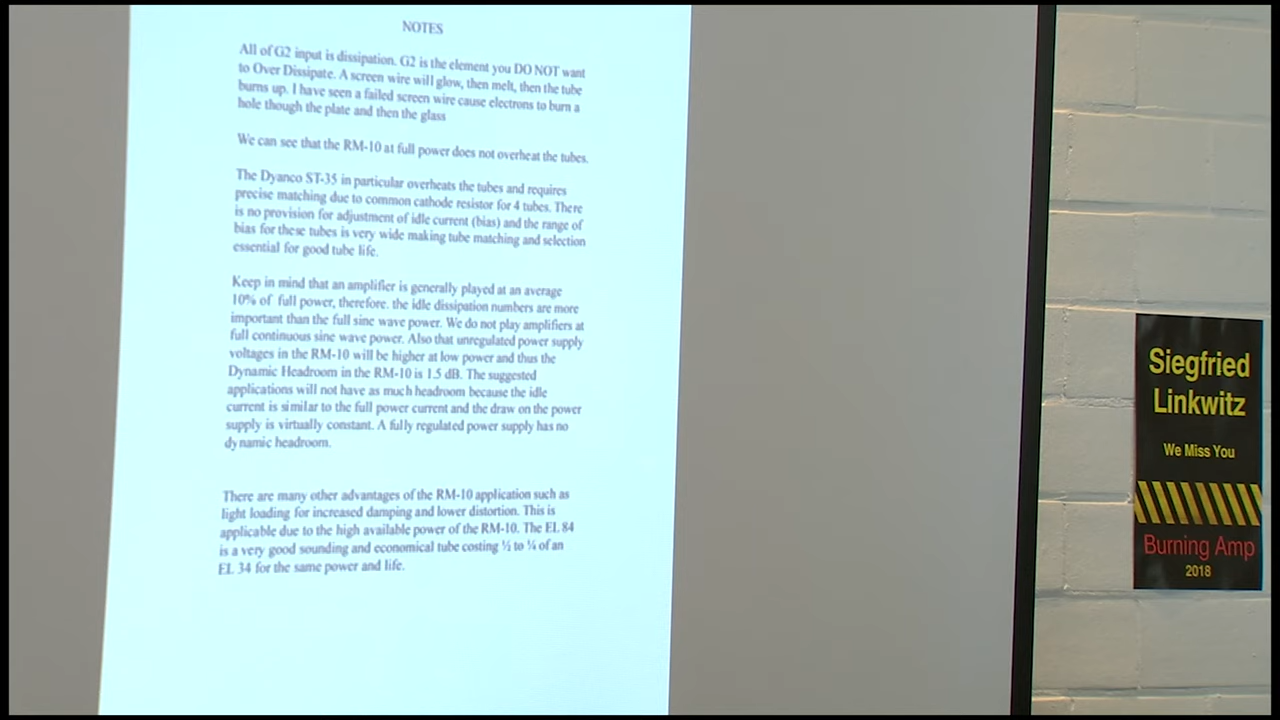 NOTES
All of G2 input is dissipation. G2 is the element you DO NOT want
to Over Dissipate. A screen wire will glow, then melt, then the tube
burns up. I have seen a failed screen wire cause electrons to burn a
hole though the plate and then the glass
We can see that the RM-10 at full power does not overheat the tubes.
The Dyanco ST-35 in particular overheats the tubes and requires
precise matching due to common cathode resistor for 4 tubes. There
is no provision for adjustment of idle current (bias) and the range of
bias for these tubes is very wide making tube matching and selection
essential for good tube life.
Keep in mind that an amplifier is generally played at an average
10% of full power, therefore. the idle dissipation numbers are more
important than the full sine wave power. We do not play amplifiers at
full continuous sine wave power. Also that unregulated power supply
voltages in the RM-10 will be higher at low power and thus the
Dynamic Headroom in the RM-10 is 1.5 dB. The suggested
applications will not have as much headroom because the idle
current is similar to the full power current and the draw on the power
supply is virtually constant. A fully regulated power supply has no
dynamic headroom.
There are many other advantages of the RM-10 application such as
light loading for increased damping and lower distortion. This is
applicable due to the high available power of the RM-10. The EL 84
is a very good sounding and economical tube costing ½ to ¼ of an
EL 34 for the same power and life.
Siegfried
Linkwitz
We Miss You
Burning Amp
2018